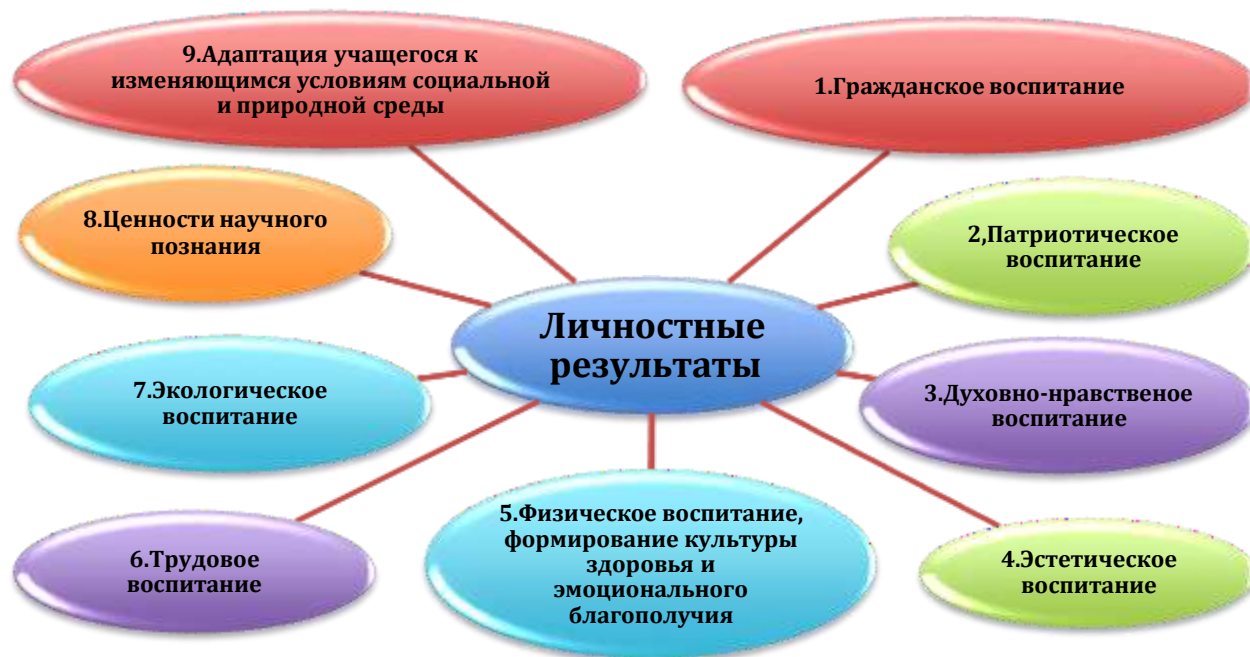 9.Адаптация учащегося к
изменяющимся условиям социальной
и природной среды
1.Гражданское воспитание
8.Ценности научного
познания
2,Патриотическое
воспитание
Личностные
результаты
7.Экологическое
воспитание
3.Духовно-нравственое
воспитание
5.Физическое воспитание,
формирование культуры
здоровья и
эмоционального
благополучия
6.Трудовое
воспитание
4.Эстетическое
воспитание